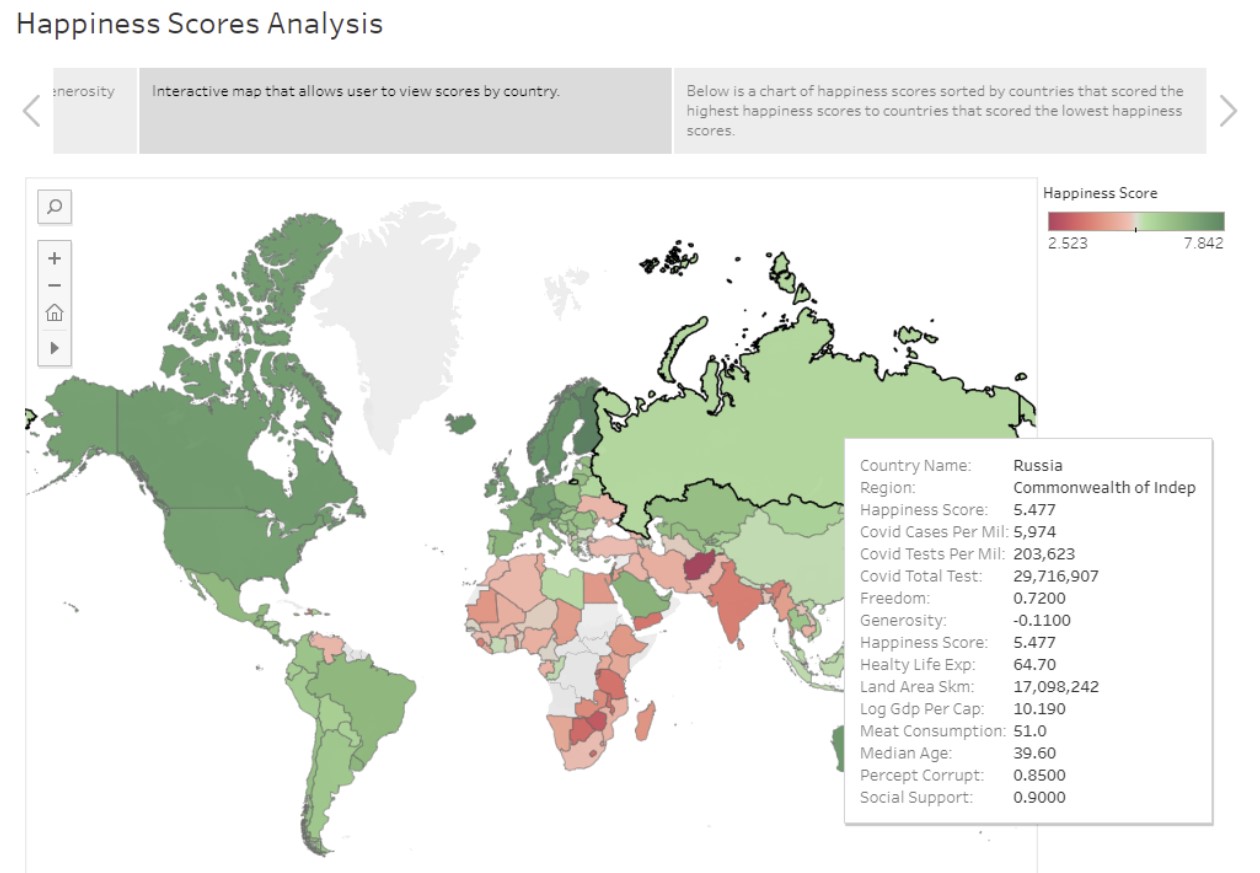 Happiness Scores Analysis
enerosity
Interactive map that allows user to view scores by country.
Below is a chart of happiness scores sorted by countries that scored the
highest happiness scores to countries that scored the lowest happiness
scores.
Happiness Score
2.523 7.842
Country Name: Russia
Region: Commonwealth of Indep
Happiness Score: 5.477
Covid Cases Per Mil: 5,974
Covid Tests Per Mil: 203,623
Covid Total Test: 29,716,907
Freedom: 0.7200
Generosity: -0.1100
Happiness Score: 5.477
Healty Life Exp: 64.70
Land Area Skm: 17,098,242
Log Gdp Per Cap: 10.190
Meat Consumption: 51.0
Median Age: 39.60
Percept Corrupt: 0.8500
Social Support: 0.9000